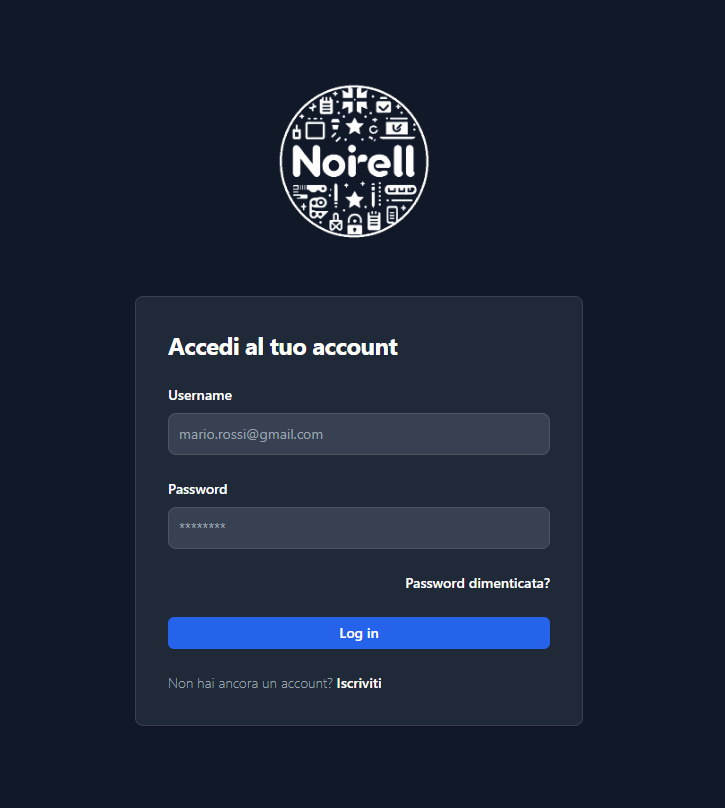 Noirell
Accedi al tuo account
Username
mario.rossi@gmail.com
Password
********
Password dimenticata?
Log in
Non hai ancora un account? Iscriviti